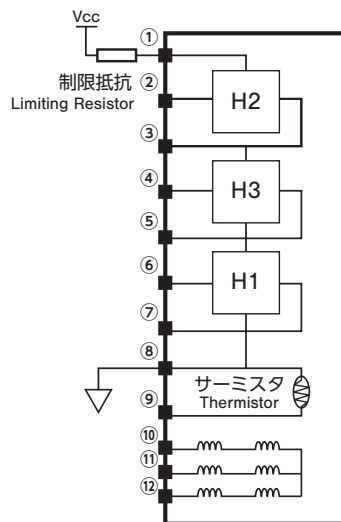 Vcc
①
制限抵抗
Limiting Resistor
②
H2
③
④
H3
⑤
⑥
H1
⑦
⑧
サーミスタ
Thermistor
⑨
⑩
⑪
⑫